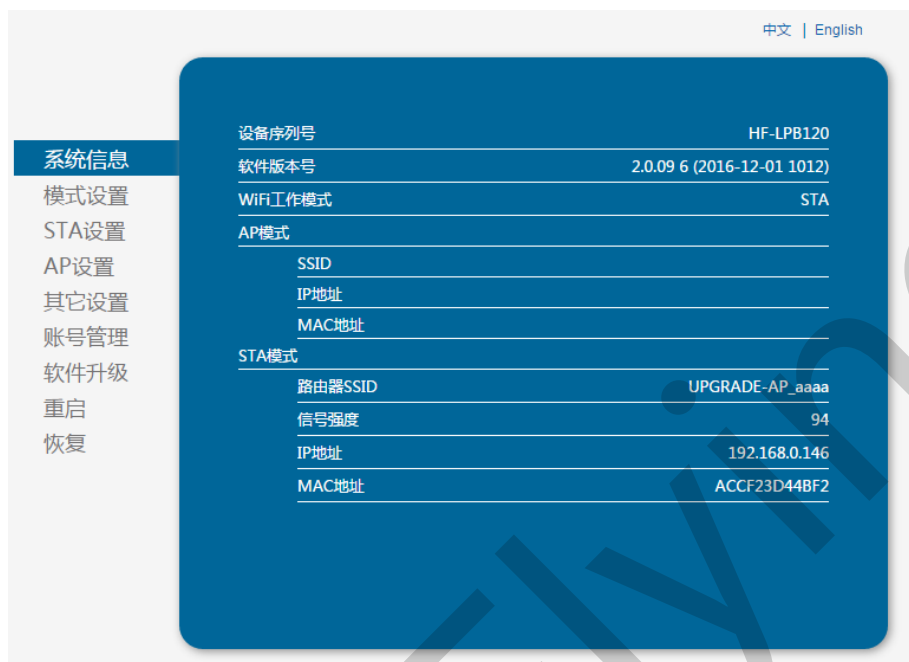 中文 | English
系统信息
模式设置
STA设置
AP设置
其它设置
账号管理
软件升级
重启
恢复
设备序列号 HF-LPB120
软件版本号 2.0.09 6 (2016-12-01 1012)
WiFi工作模式 STA
AP模式
SSID
IP地址
MAC地址
STA模式
路由器SSID UPGRADE-AP_aaaa
信号强度 94
IP地址 192.168.0.146
MAC地址 ACCF23D44BF2